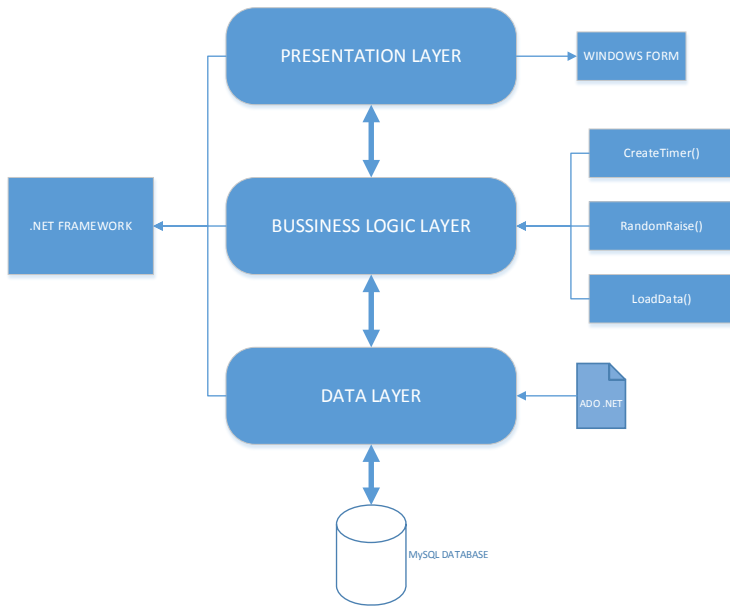 PRESENTATION LAYER
WINDOWS FORM
CreateTimer()
.NET FRAMEWORK
BUSSINESS LOGIC LAYER
RandomRaise()
LoadData()
DATA LAYER
ADO .NET
MySQL DATABASE